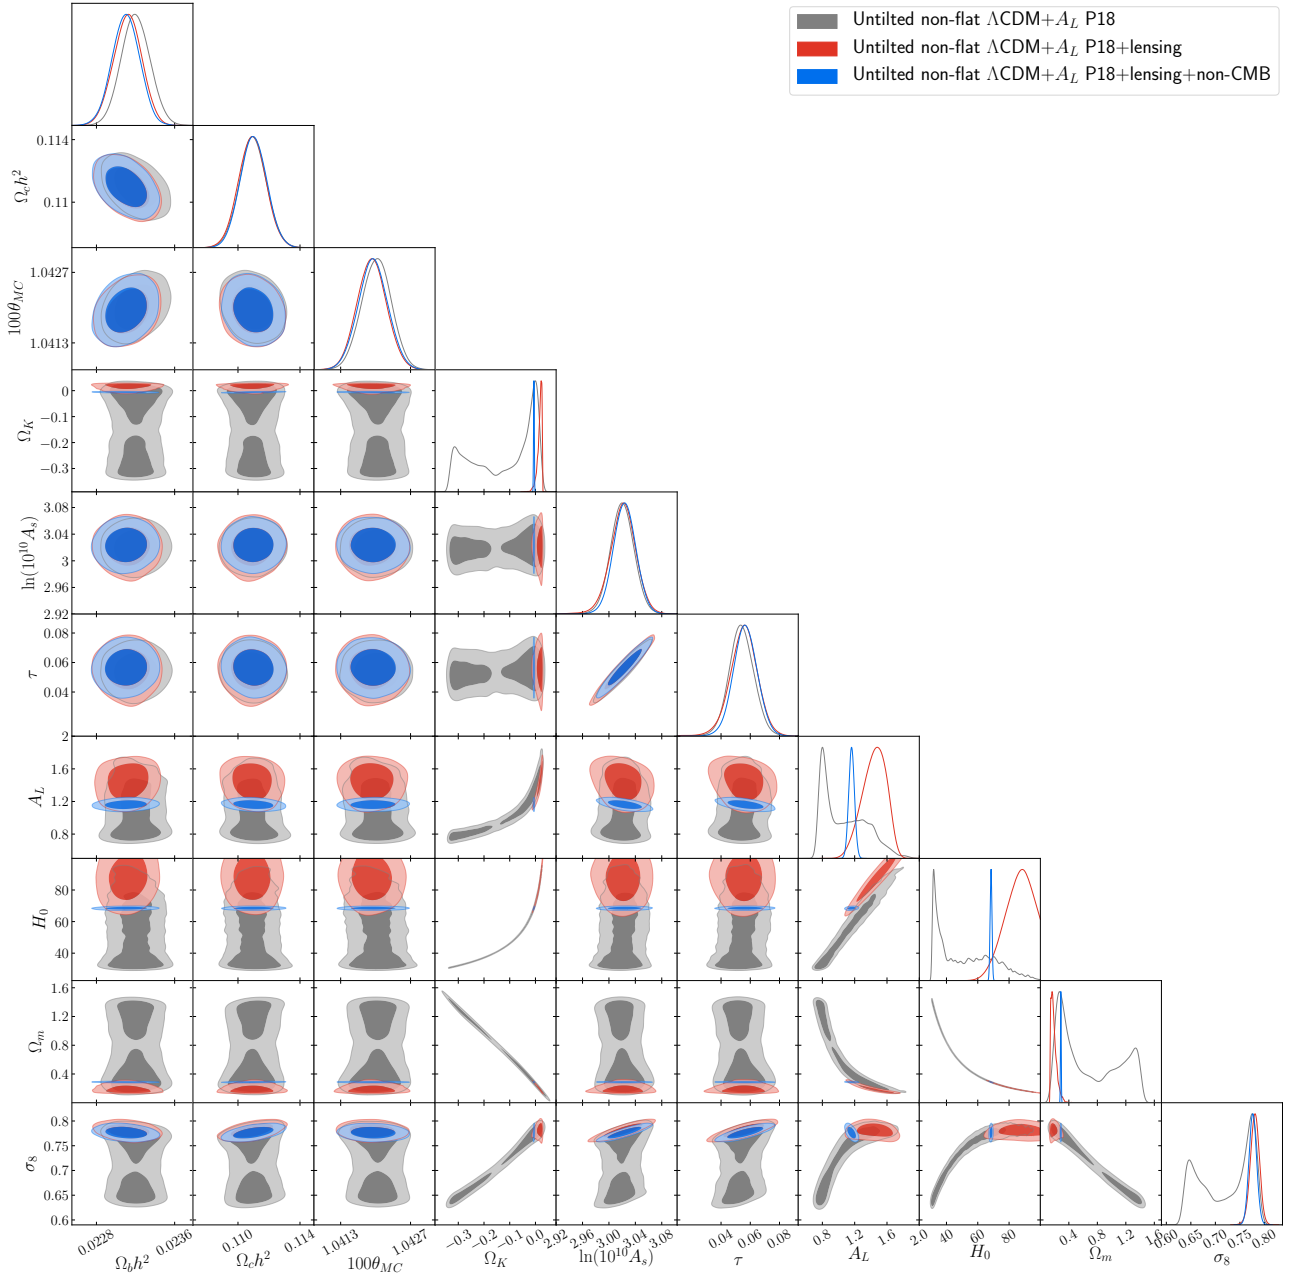 Untilted non-flat ΛCDM+A_L P18
Untilted non-flat ΛCDM+A_L P18+lensing
Untilted non-flat ΛCDM+A_L P18+lensing+non-CMB
0.114
0.11
Ω_c h²
1.0427
1.0413
100θ_MC
0
−0.1
−0.2
−0.3
Ω_K
3.08
3.04
3
2.96
2.92
ln(10¹⁰A_s)
0.08
0.06
0.04
2
τ
2
1.6
1.2
0.8
A_L
80
60
40
H_0
1.6
1.2
0.8
0.4
Ω_m
0.8
0.75
0.7
0.65
0.6
σ_8
0.0228 0.0236 0.110 0.114 1.0413 1.0427 −0.3 −0.2 −0.1 0.0 2.92 2.96 3.00 3.04 3.08 0.04 0.06 0.08 0.8 1.2 1.6 2.0 40 60 80 0.4 0.8 1.2 1.6 0.60 0.65 0.70 0.75 0.80
Ω_b h² Ω_c h² 100θ_MC Ω_K ln(10¹⁰A_s) τ A_L H_0 Ω_m σ_8